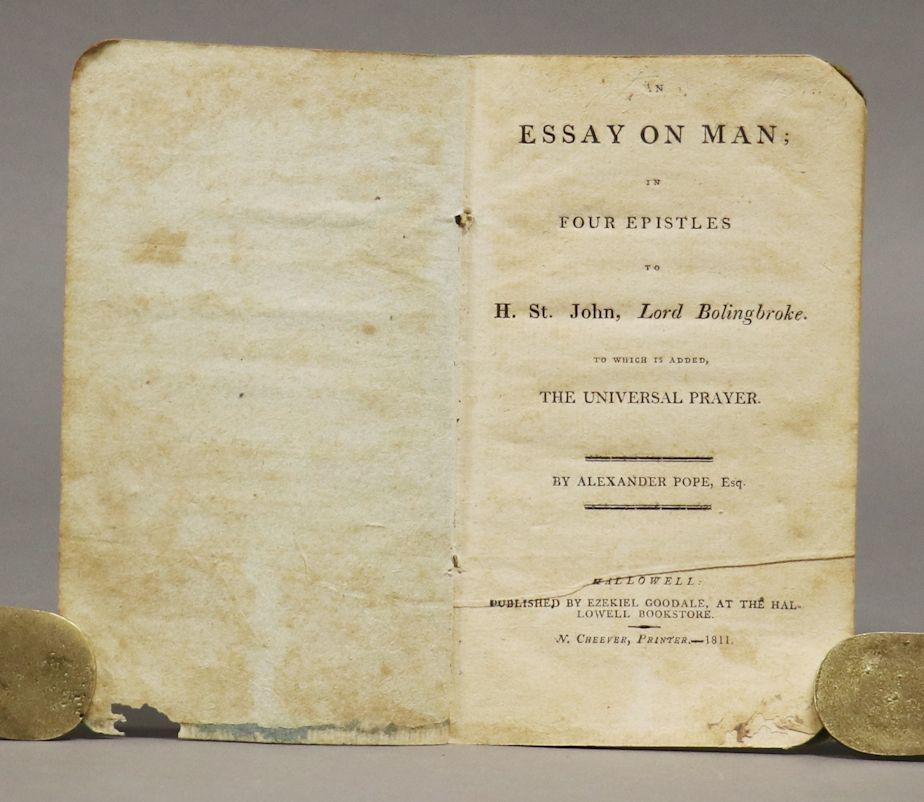 AN
ESSAY ON MAN;
IN
FOUR EPISTLES
TO
H. St. John, Lord Bolingbroke.
TO WHICH IS ADDED,
THE UNIVERSAL PRAYER.
BY ALEXANDER POPE, Esq.
HALLOWELL:
PUBLISHED BY EZEKIEL GOODALE, AT THE HAL-
LOWELL BOOKSTORE.
N. CHEEVER, PRINTER.—1811.